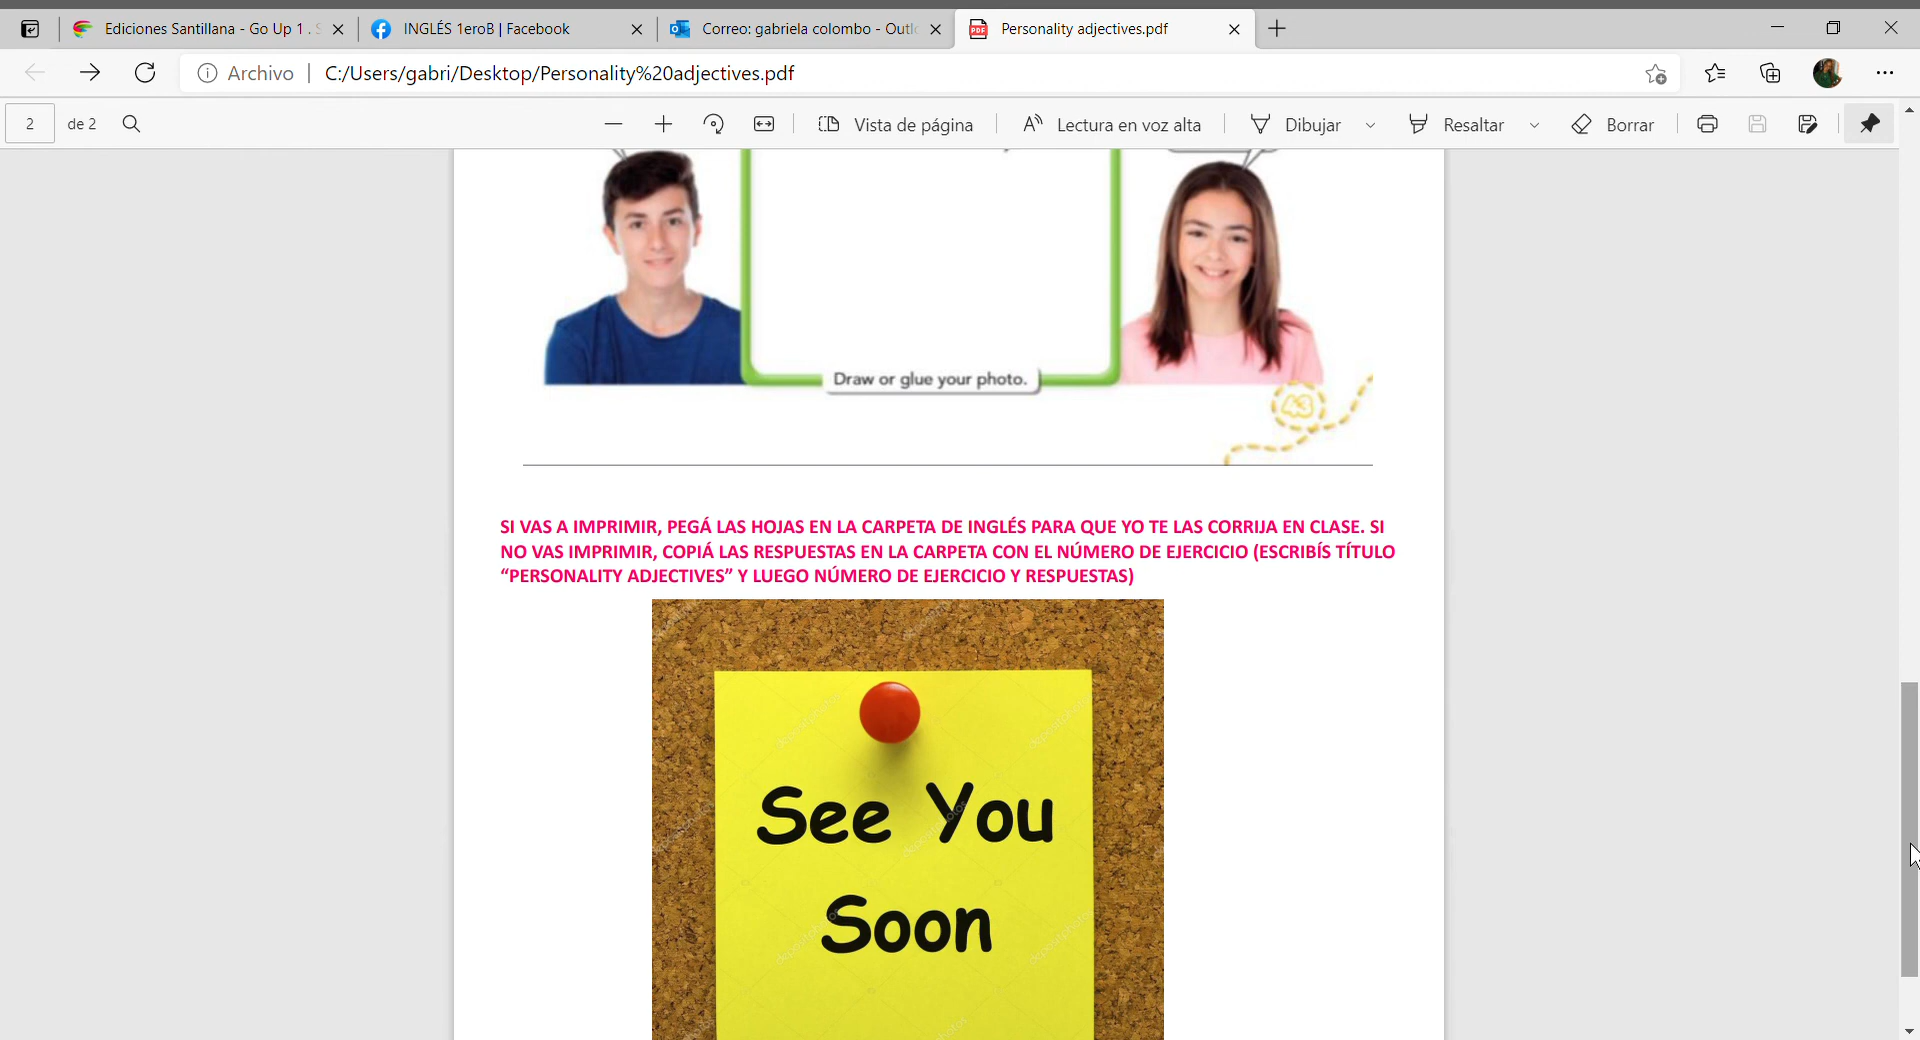 Ediciones Santillana - Go Up 1 .
INGLÉS 1eroB | Facebook
Correo: gabriela colombo - Outl
Personality adjectives.pdf
Archivo
C:/Users/gabri/Desktop/Personality%20adjectives.pdf
2
de 2
Vista de página
Lectura en voz alta
Dibujar
Resaltar
Borrar
Draw or glue your photo.
43
SI VAS A IMPRIMIR, PEGÁ LAS HOJAS EN LA CARPETA DE INGLÉS PARA QUE YO TE LAS CORRIJA EN CLASE. SI
NO VAS IMPRIMIR, COPIÁ LAS RESPUESTAS EN LA CARPETA CON EL NÚMERO DE EJERCICIO (ESCRIBÍS TÍTULO
“PERSONALITY ADJECTIVES” Y LUEGO NÚMERO DE EJERCICIO Y RESPUESTAS)
See You
Soon
depositphotos